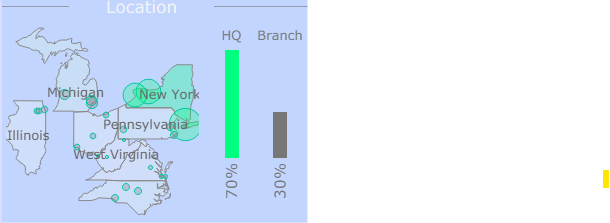 Location
HQ Branch
Michigan
New York
Pennsylvania
Illinois
West Virginia
70% 30%